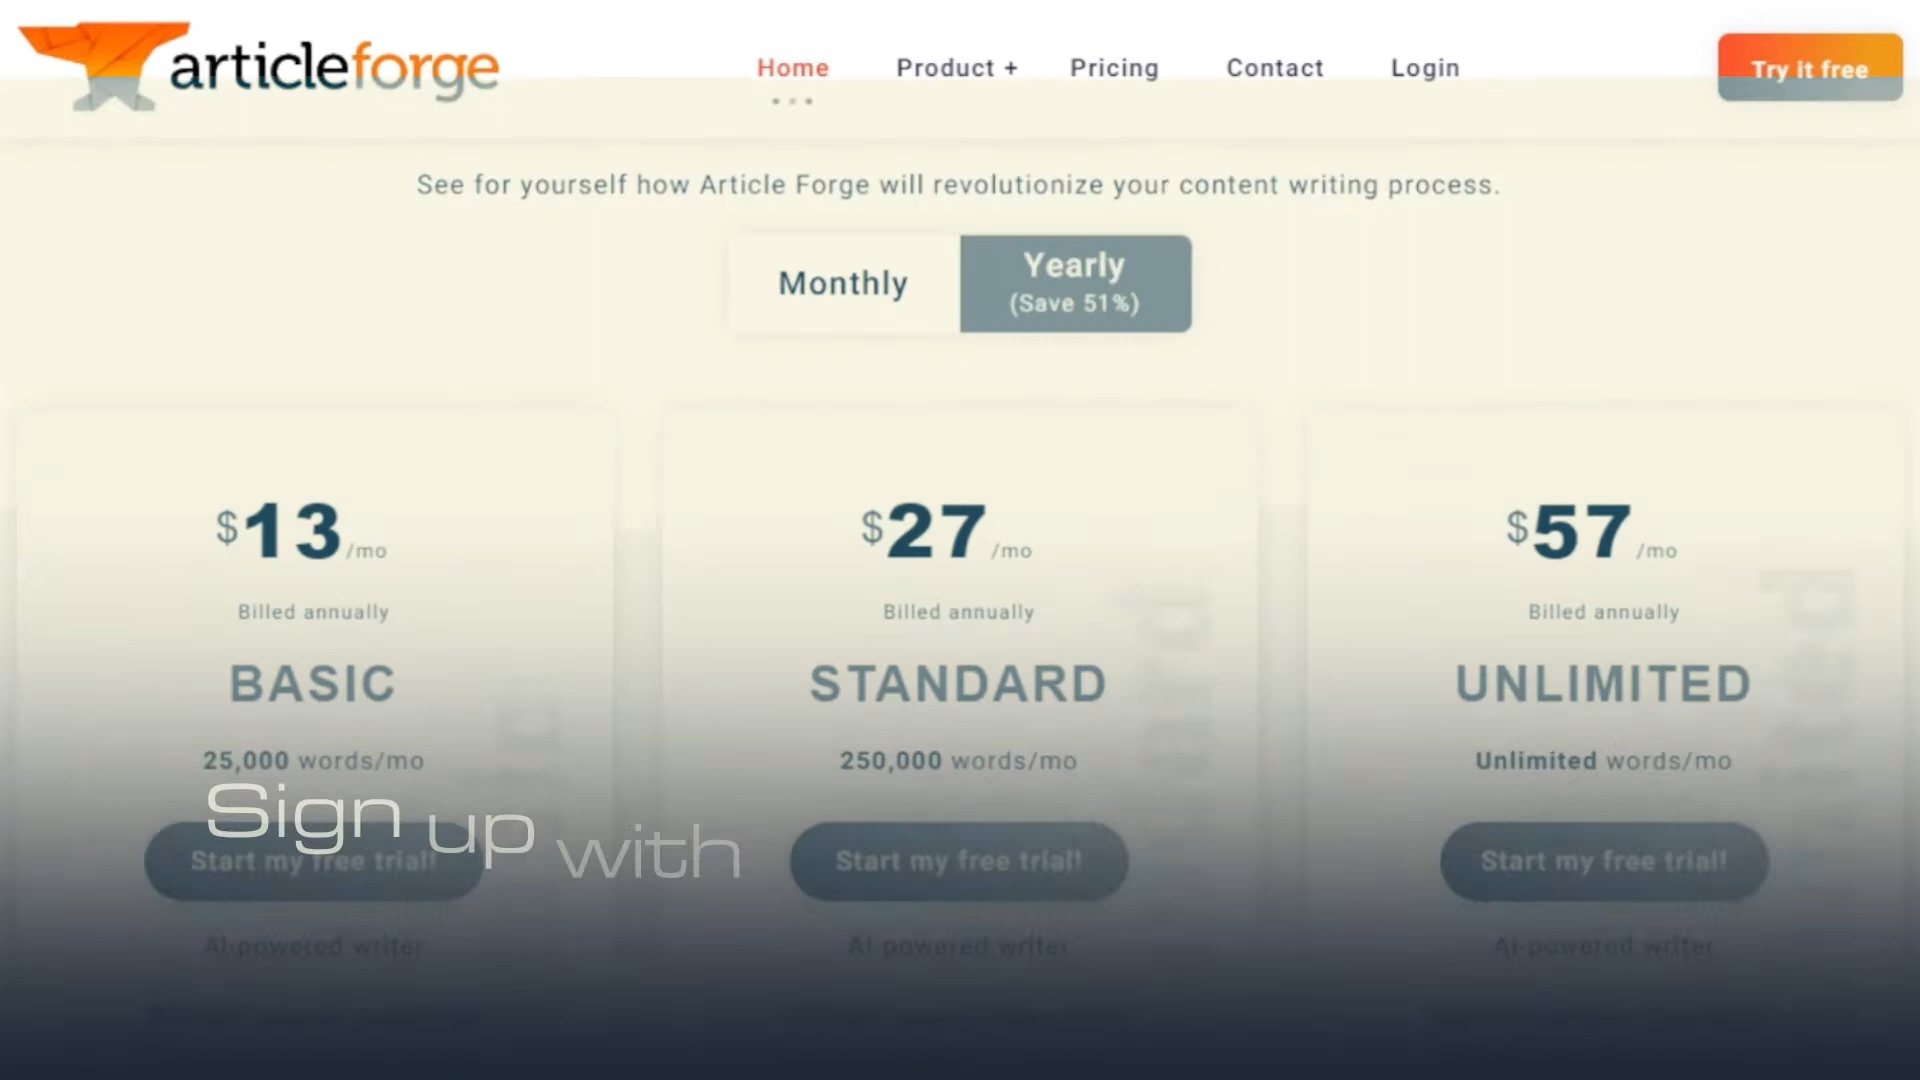 articleforge
Home Product + Pricing Contact Login
Try it free
See for yourself how Article Forge will revolutionize your content writing process.
Monthly
Yearly
(Save 51%)
$13/mo
Billed annually
BASIC
25,000 words/mo
Start my free trial!
AI-powered writer
$27/mo
Billed annually
STANDARD
250,000 words/mo
Start my free trial!
AI-powered writer
$57/mo
Billed annually
UNLIMITED
Unlimited words/mo
Start my free trial!
AI-powered writer
Sign up with